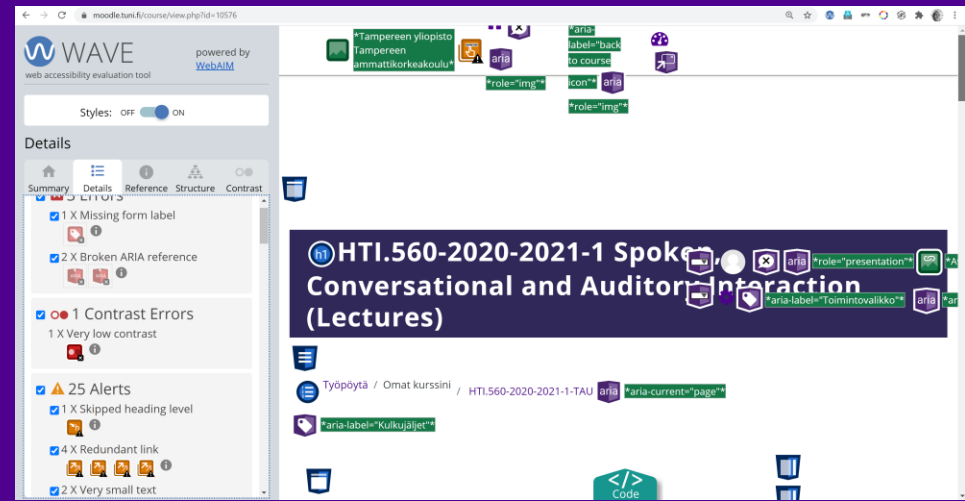 moodle.tuni.fi/course/view.php?id=10576
WAVE
web accessibility evaluation tool
powered by
WebAIM
Styles: OFF ON
Details
Summary Details Reference Structure Contrast
5 Errors
1 X Missing form label
2 X Broken ARIA reference
1 Contrast Errors
1 X Very low contrast
25 Alerts
1 X Skipped heading level
4 X Redundant link
2 X Very small text
*Tampereen yliopisto
Tampereen
ammattikorkeakoulu*
aria
*role="img"*
*aria-
label="back
to course
icon"* aria
*role="img"*
h1 HTI.560-2020-2021-1 Spoken,
Conversational and Auditory Interaction
(Lectures)
aria *role="presentation"*
*aria-label="Toimintovalikko"* aria *ar
Työpöytä / Omat kurssini / HTI.560-2020-2021-1-TAU aria *aria-current="page"*
*aria-label="Kulkujäljet"*
</>
Code